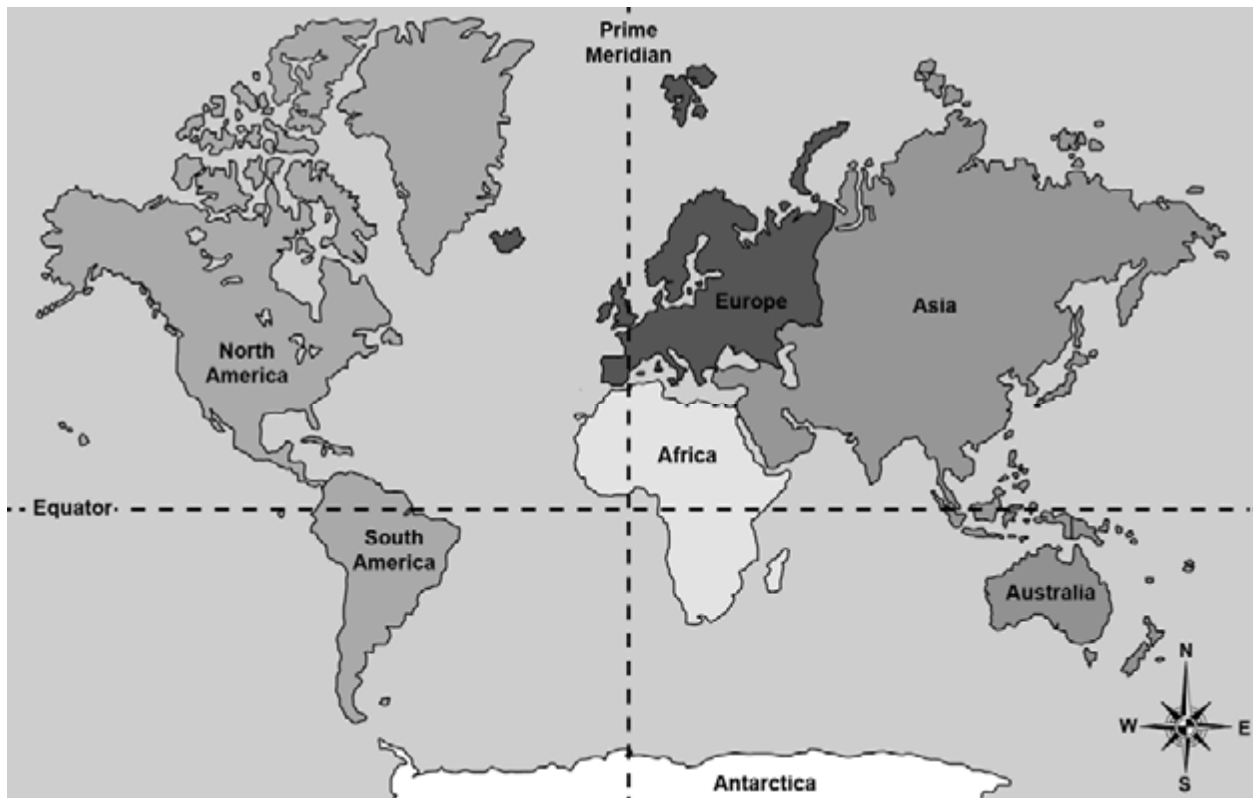 Prime
Meridian
Europe
Asia
North
America
Africa
Equator
South
America
Australia
N
W
E
S
Antarctica